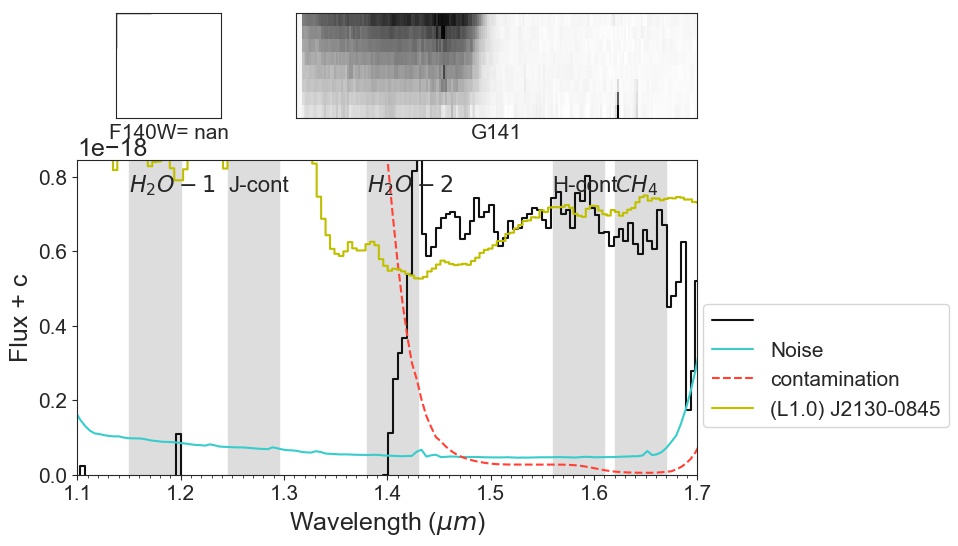 F140W= nan
G141
1e−18
H₂O − 1
J-cont
H₂O − 2
H-cont
CH₄
0.8
0.6
0.4
0.2
0.0
Flux + c
1.1
1.2
1.3
1.4
1.5
1.6
1.7
Wavelength (μm)
Noise
contamination
(L1.0) J2130-0845